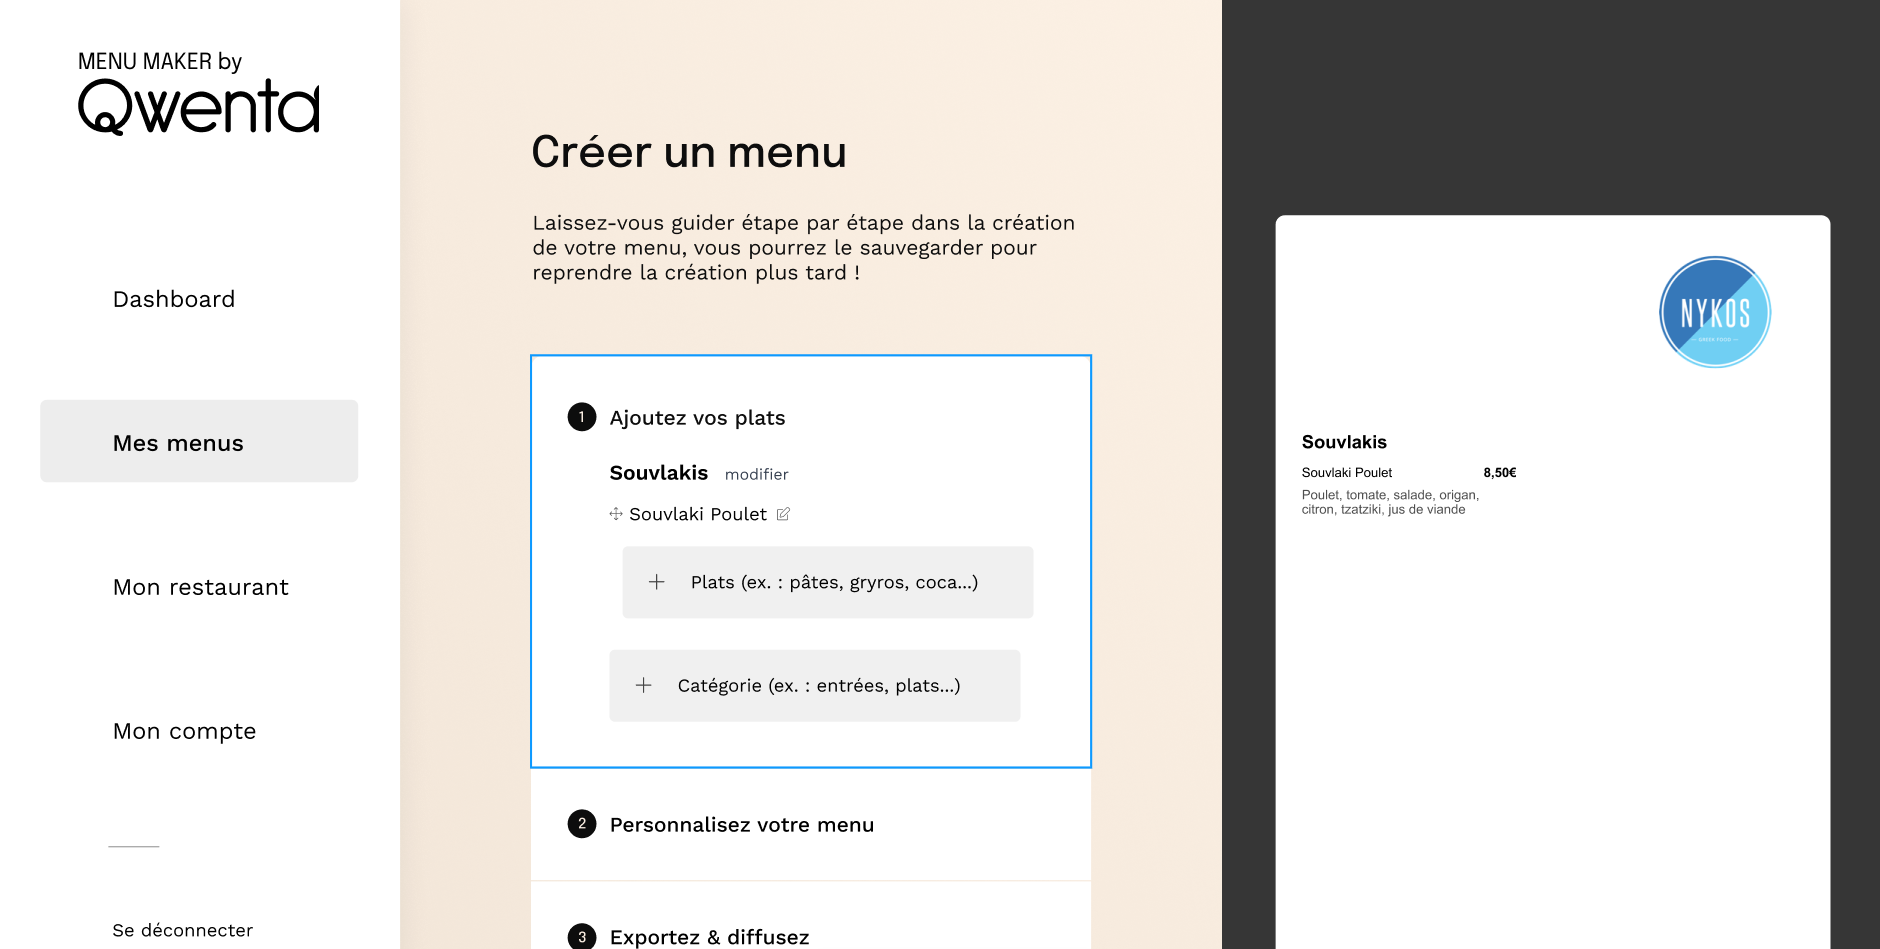 MENU MAKER by
Qwenta
Dashboard
Mes menus
Mon restaurant
Mon compte
Se déconnecter
Créer un menu
Laissez-vous guider étape par étape dans la création
de votre menu, vous pourrez le sauvegarder pour
reprendre la création plus tard !
1 Ajoutez vos plats
Souvlakis modifier
Souvlaki Poulet
+ Plats (ex. : pâtes, gryros, coca...)
+ Catégorie (ex. : entrées, plats...)
2 Personnalisez votre menu
3 Exportez & diffusez
NYKOS
GREEK FOOD
Souvlakis
Souvlaki Poulet 8,50€
Poulet, tomate, salade, origan,
citron, tzatziki, jus de viande